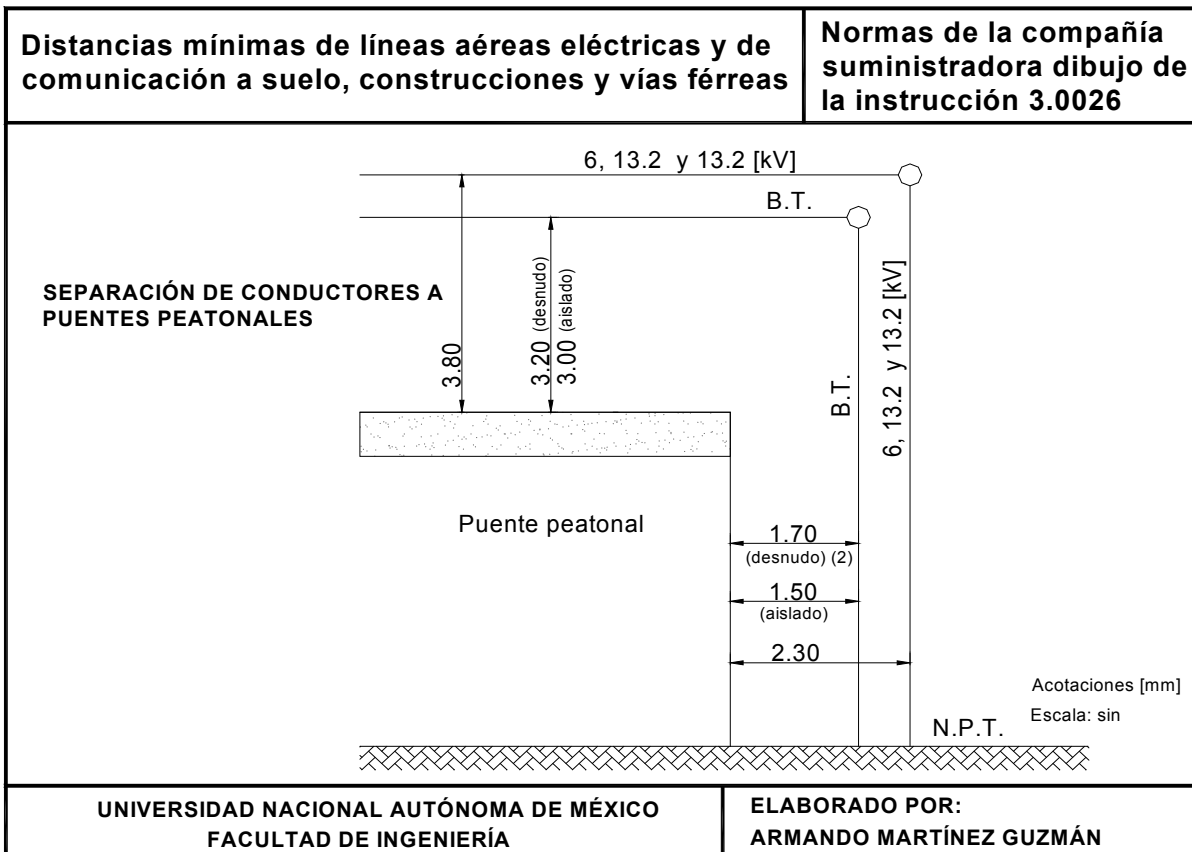 Distancias mínimas de líneas aéreas eléctricas y de
comunicación a suelo, construcciones y vías férreas
Normas de la compañía
suministradora dibujo de
la instrucción 3.0026
6, 13.2 y 13.2 [kV]
B.T.
SEPARACIÓN DE CONDUCTORES A
PUENTES PEATONALES
3.80
3.20 (desnudo)
3.00 (aislado)
B.T.
6, 13.2 y 13.2 [kV]
Puente peatonal
1.70
(desnudo) (2)
1.50
(aislado)
2.30
Acotaciones [mm]
Escala: sin
N.P.T.
UNIVERSIDAD NACIONAL AUTÓNOMA DE MÉXICO
FACULTAD DE INGENIERÍA
ELABORADO POR:
ARMANDO MARTÍNEZ GUZMÁN